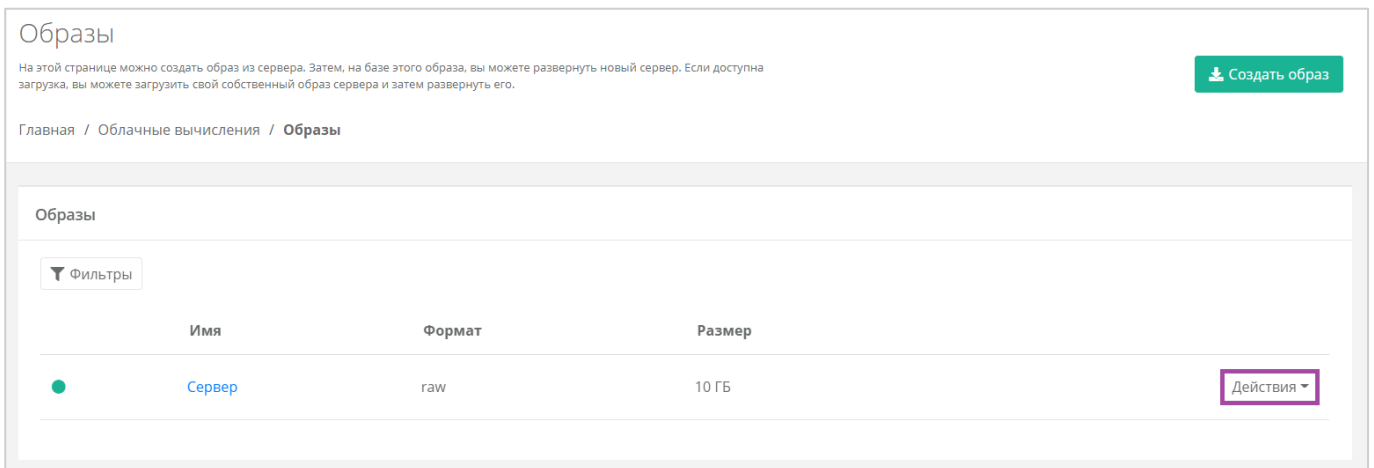 Образы
На этой странице можно создать образ из сервера. Затем, на базе этого образа, вы можете развернуть новый сервер. Если доступна
загрузка, вы можете загрузить свой собственный образ сервера и затем развернуть его.
Создать образ
Главная / Облачные вычисления / Образы
Образы
Фильтры
Имя Формат Размер
Сервер raw 10 ГБ Действия